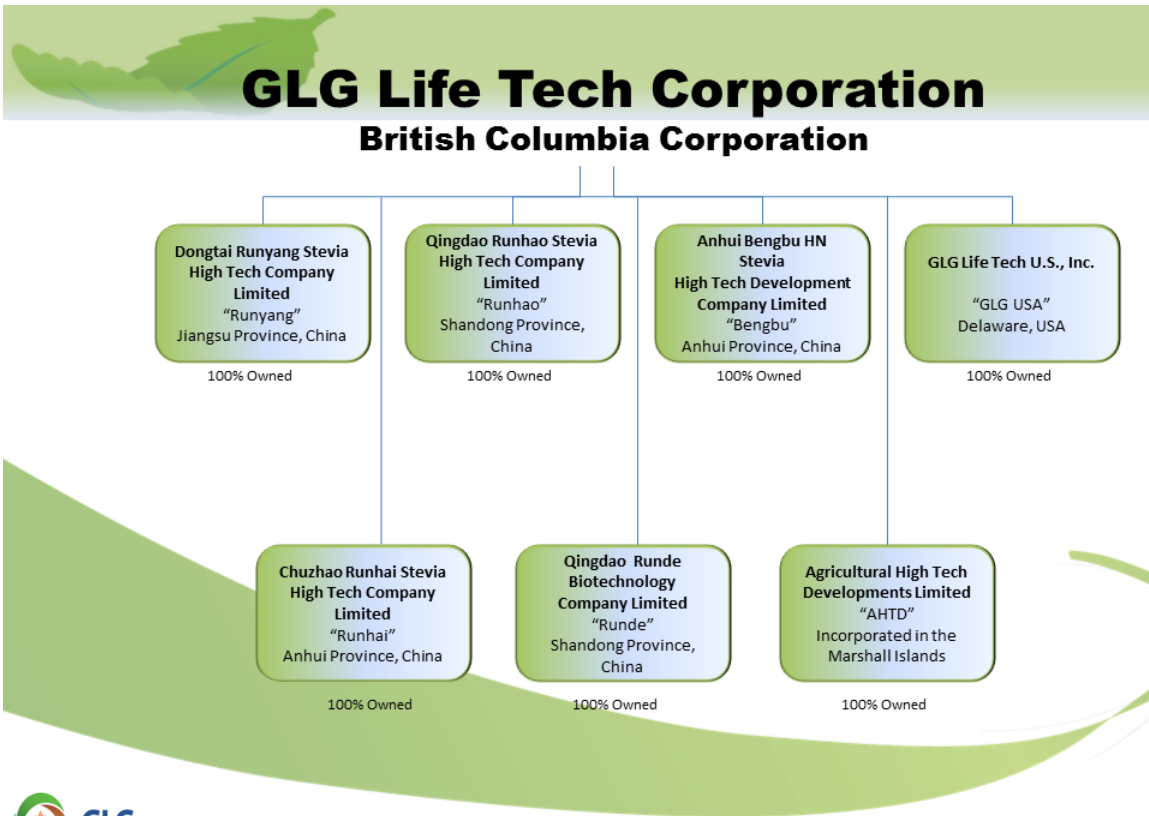 GLG Life Tech Corporation
British Columbia Corporation
Dongtai Runyang Stevia
High Tech Company
Limited
“Runyang”
Jiangsu Province, China
100% Owned
Qingdao Runhao Stevia
High Tech Company
Limited
“Runhao”
Shandong Province,
China
100% Owned
Anhui Bengbu HN
Stevia
High Tech Development
Company Limited
“Bengbu”
Anhui Province, China
100% Owned
GLG Life Tech U.S., Inc.
“GLG USA”
Delaware, USA
100% Owned
Chuzhao Runhai Stevia
High Tech Company
Limited
“Runhai”
Anhui Province, China
100% Owned
Qingdao Runde
Biotechnology
Company Limited
“Runde”
Shandong Province,
China
100% Owned
Agricultural High Tech
Developments Limited
“AHTD”
Incorporated in the
Marshall Islands
100% Owned
GLG